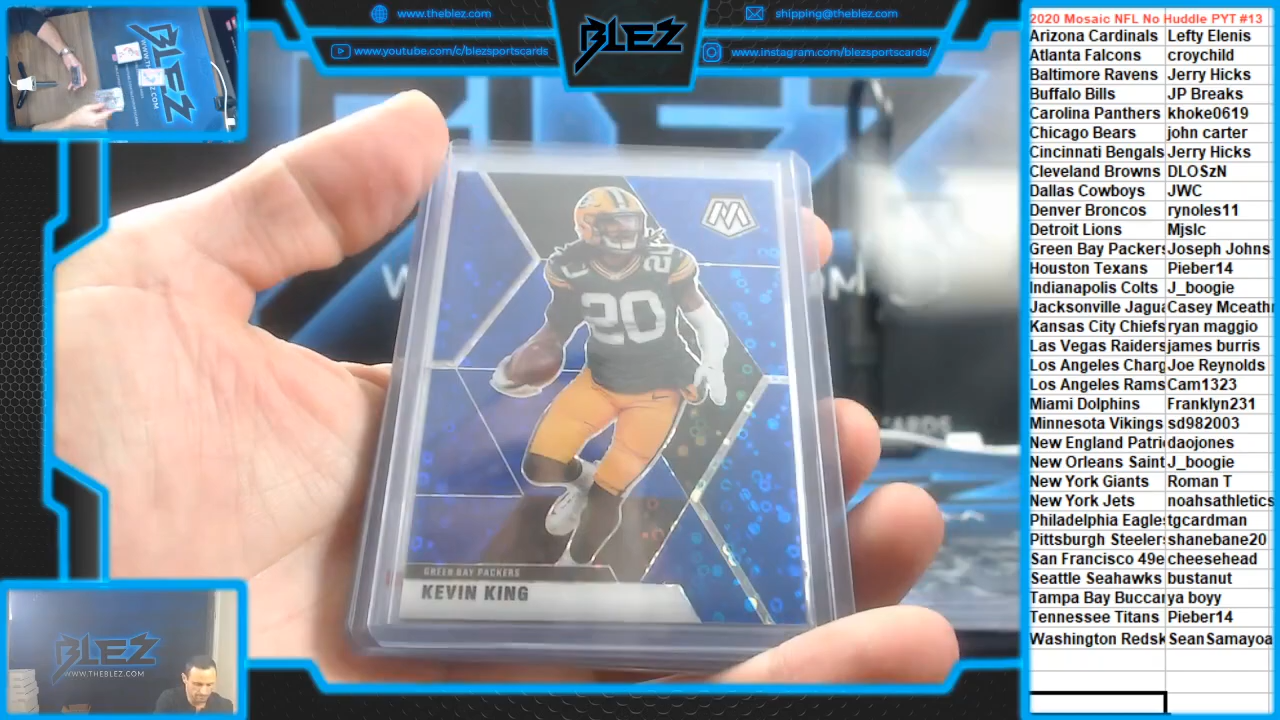 www.theblez.com
www.youtube.com/c/blezsportscards
BLEZ
shipping@theblez.com
www.instagram.com/blezsportscards/
BLEZ
20
20
GREEN BAY PACKERS
KEVIN KING
BLEZ
WWW.THEBLEZ.COM
2020 Mosaic NFL No Huddle PYT #13
Arizona Cardinals Lefty Elenis
Atlanta Falcons croychild
Baltimore Ravens Jerry Hicks
Buffalo Bills JP Breaks
Carolina Panthers khoke0619
Chicago Bears john carter
Cincinnati Bengals Jerry Hicks
Cleveland Browns DLOSzN
Dallas Cowboys JWC
Denver Broncos rynoles11
Detroit Lions Mjslc
Green Bay Packers Joseph Johns
Houston Texans Pieber14
Indianapolis Colts J_boogie
Jacksonville Jagua Casey Mceathr
Kansas City Chiefs ryan maggio
Las Vegas Raiders james burris
Los Angeles Charg Joe Reynolds
Los Angeles Rams Cam1323
Miami Dolphins Franklyn231
Minnesota Vikings sd982003
New England Patri daojones
New Orleans Saint J_boogie
New York Giants Roman T
New York Jets noahsathletics
Philadelphia Eagles tgcardman
Pittsburgh Steelers shanebane20
San Francisco 49e cheesehead
Seattle Seahawks bustanut
Tampa Bay Buccar ya boyy
Tennessee Titans Pieber14
Washington Redsk SeanSamayoa